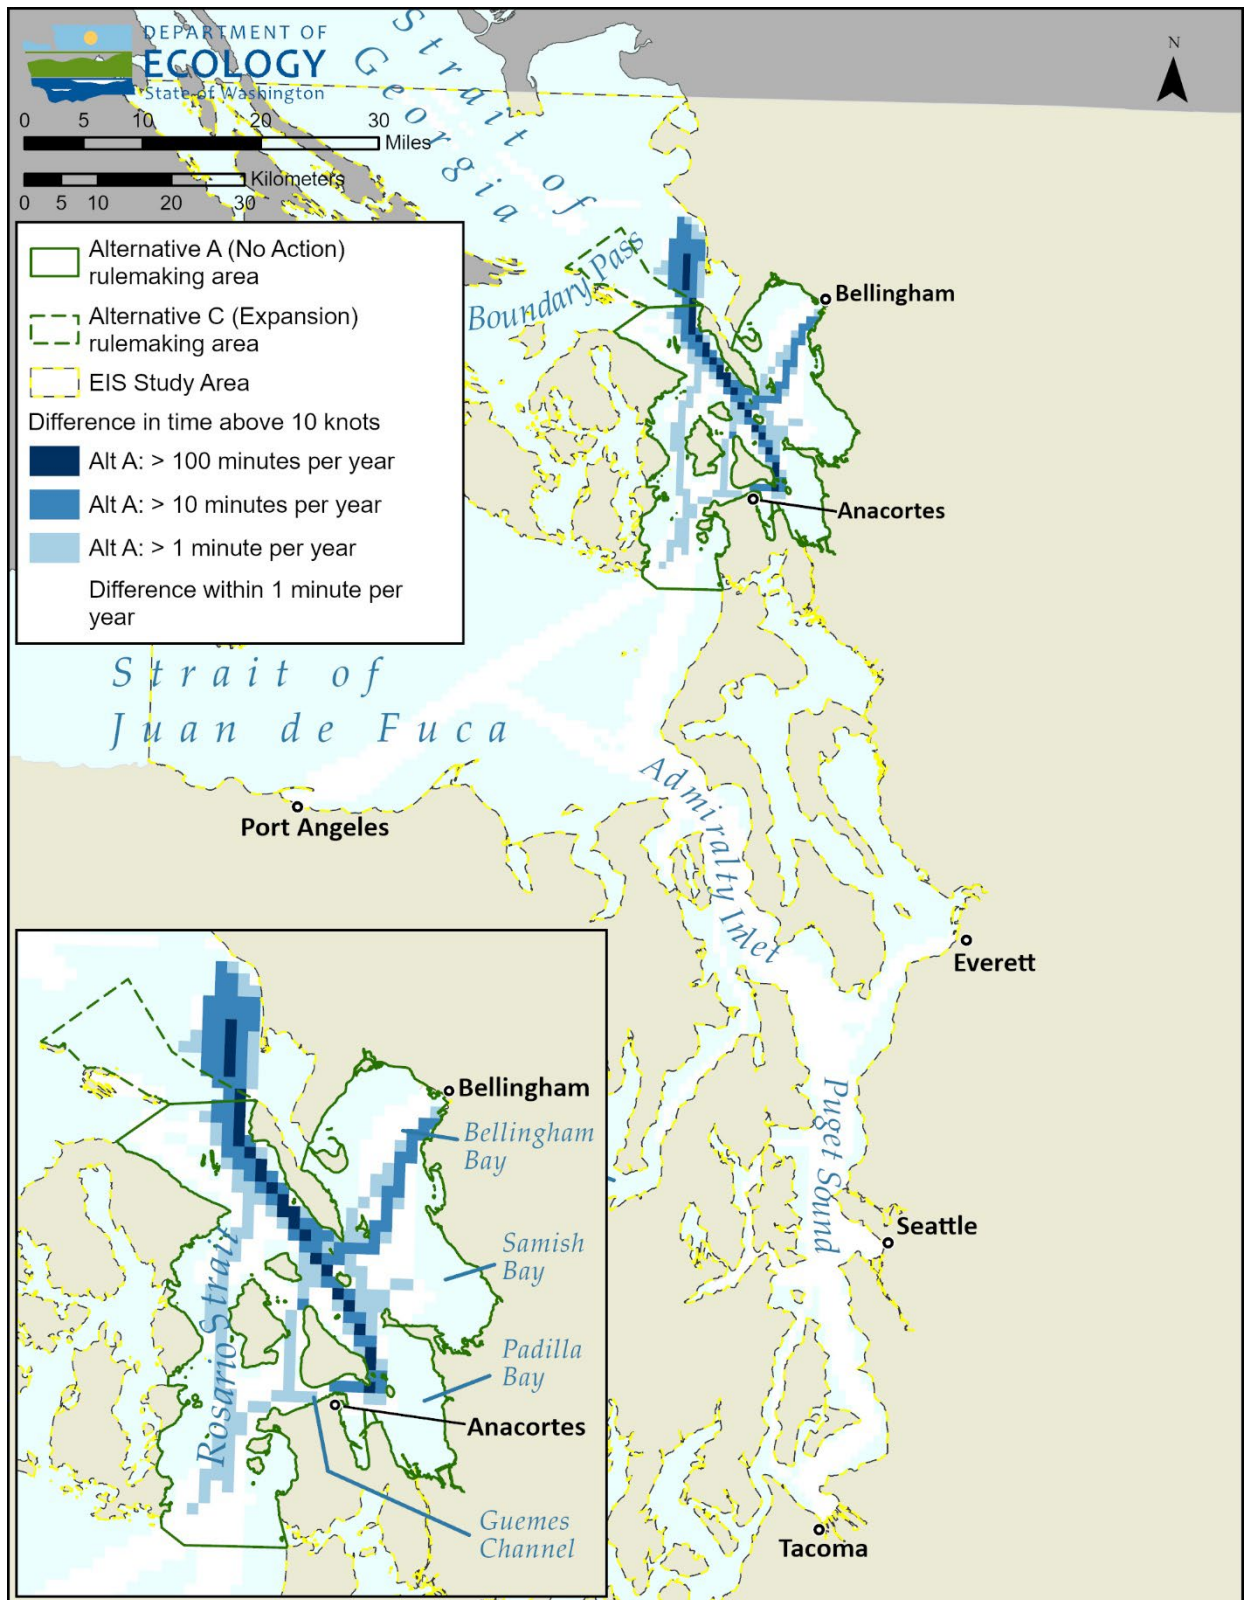 DEPARTMENT OF
ECOLOGY
State of Washington
0 5 10 20 30
Miles
Kilometers
0 5 10 20 30
N
Strait of
Georgia
Boundary Pass
Alternative A (No Action)
rulemaking area
Alternative C (Expansion)
rulemaking area
EIS Study Area
Difference in time above 10 knots
Alt A: > 100 minutes per year
Alt A: > 10 minutes per year
Alt A: > 1 minute per year
Difference within 1 minute per
year
Bellingham
Anacortes
Strait of
Juan de Fuca
Port Angeles
Admiralty Inlet
Everett
Puget Sound
Seattle
Tacoma
Bellingham
Bellingham
Bay
Samish
Bay
Padilla
Bay
Rosario Strait
Anacortes
Guemes
Channel